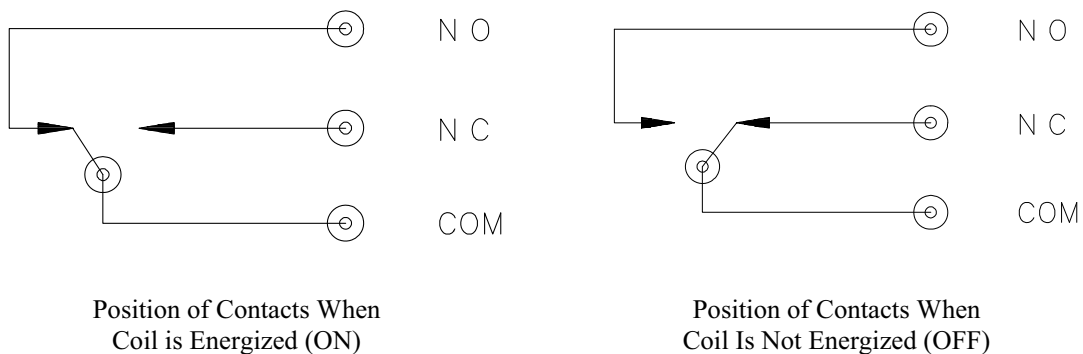 N O
N C
COM
Position of Contacts When
Coil is Energized (ON)
N O
N C
COM
Position of Contacts When
Coil Is Not Energized (OFF)